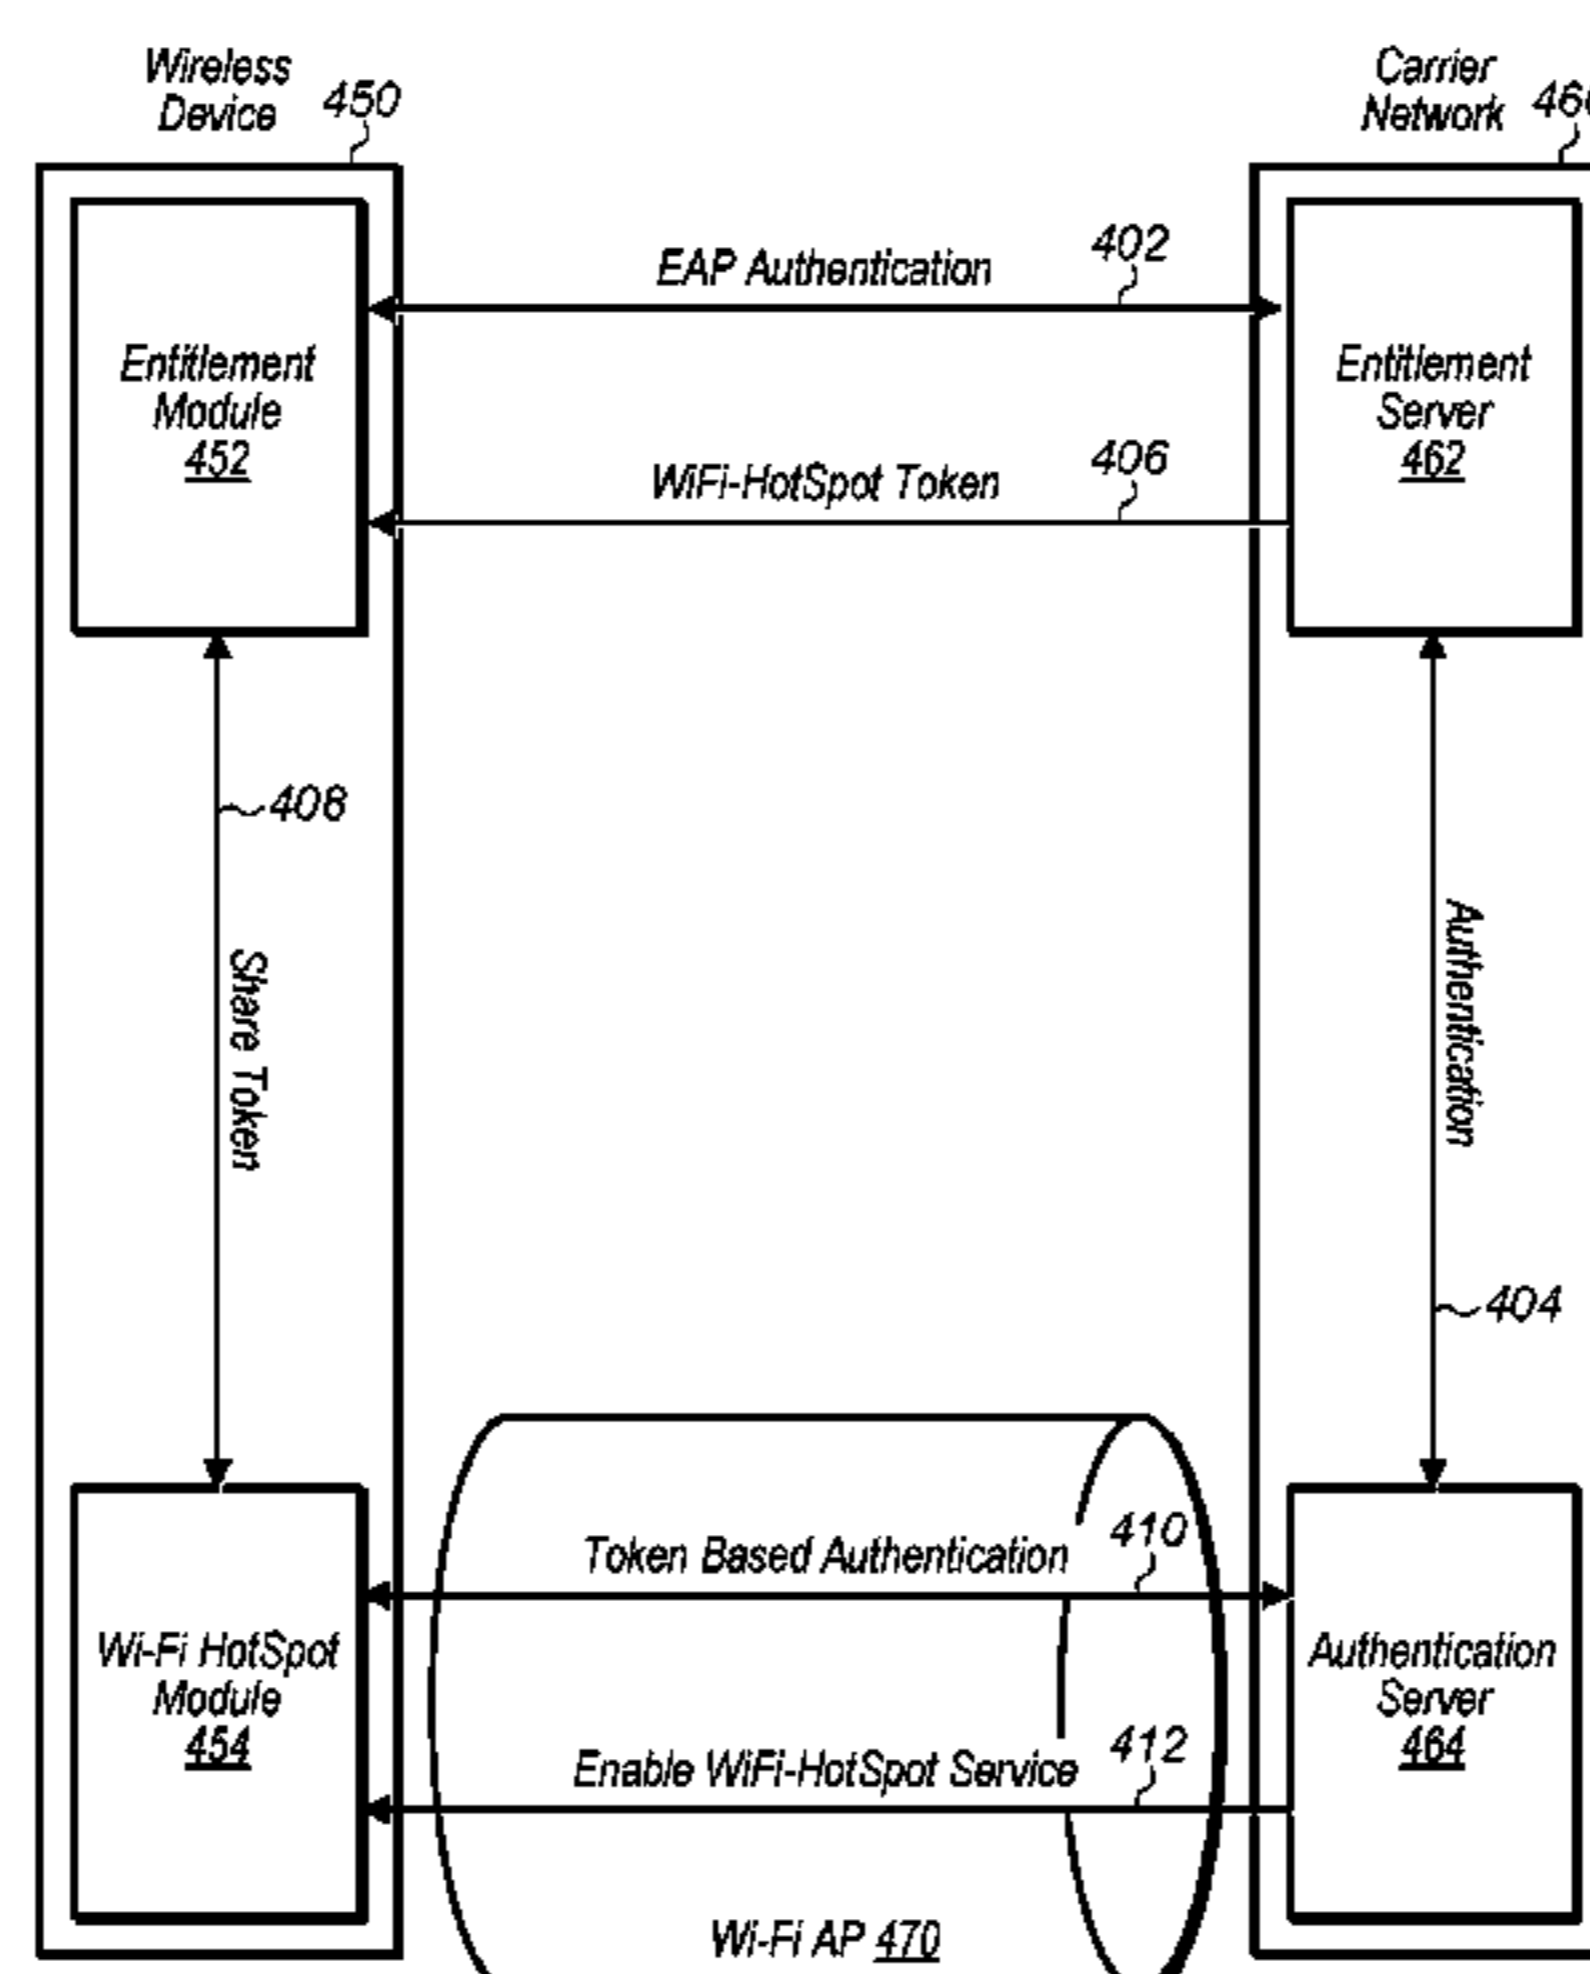 Wireless
Device
450
Carrier
Network
EAP Authentication
402
Entitlement
Module
452
Entitlement
Server
462
WiFi-HotSpot Token
406
408
Share Token
Authentication
404
Token Based Authentication
410
Wi-Fi HotSpot
Module
454
Authentication
Server
464
Enable WiFi-HotSpot Service
412
Wi-Fi AP 470